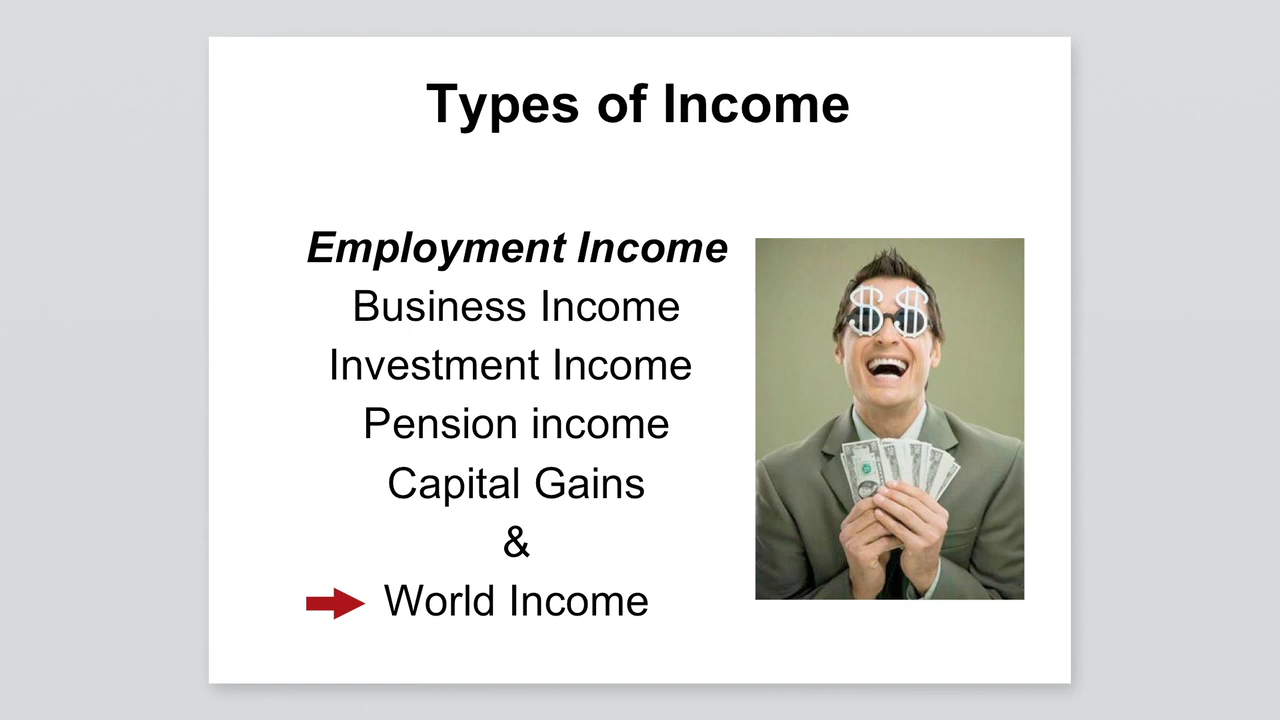 Types of Income
Employment Income
Business Income
Investment Income
Pension income
Capital Gains
&
World Income
$ $